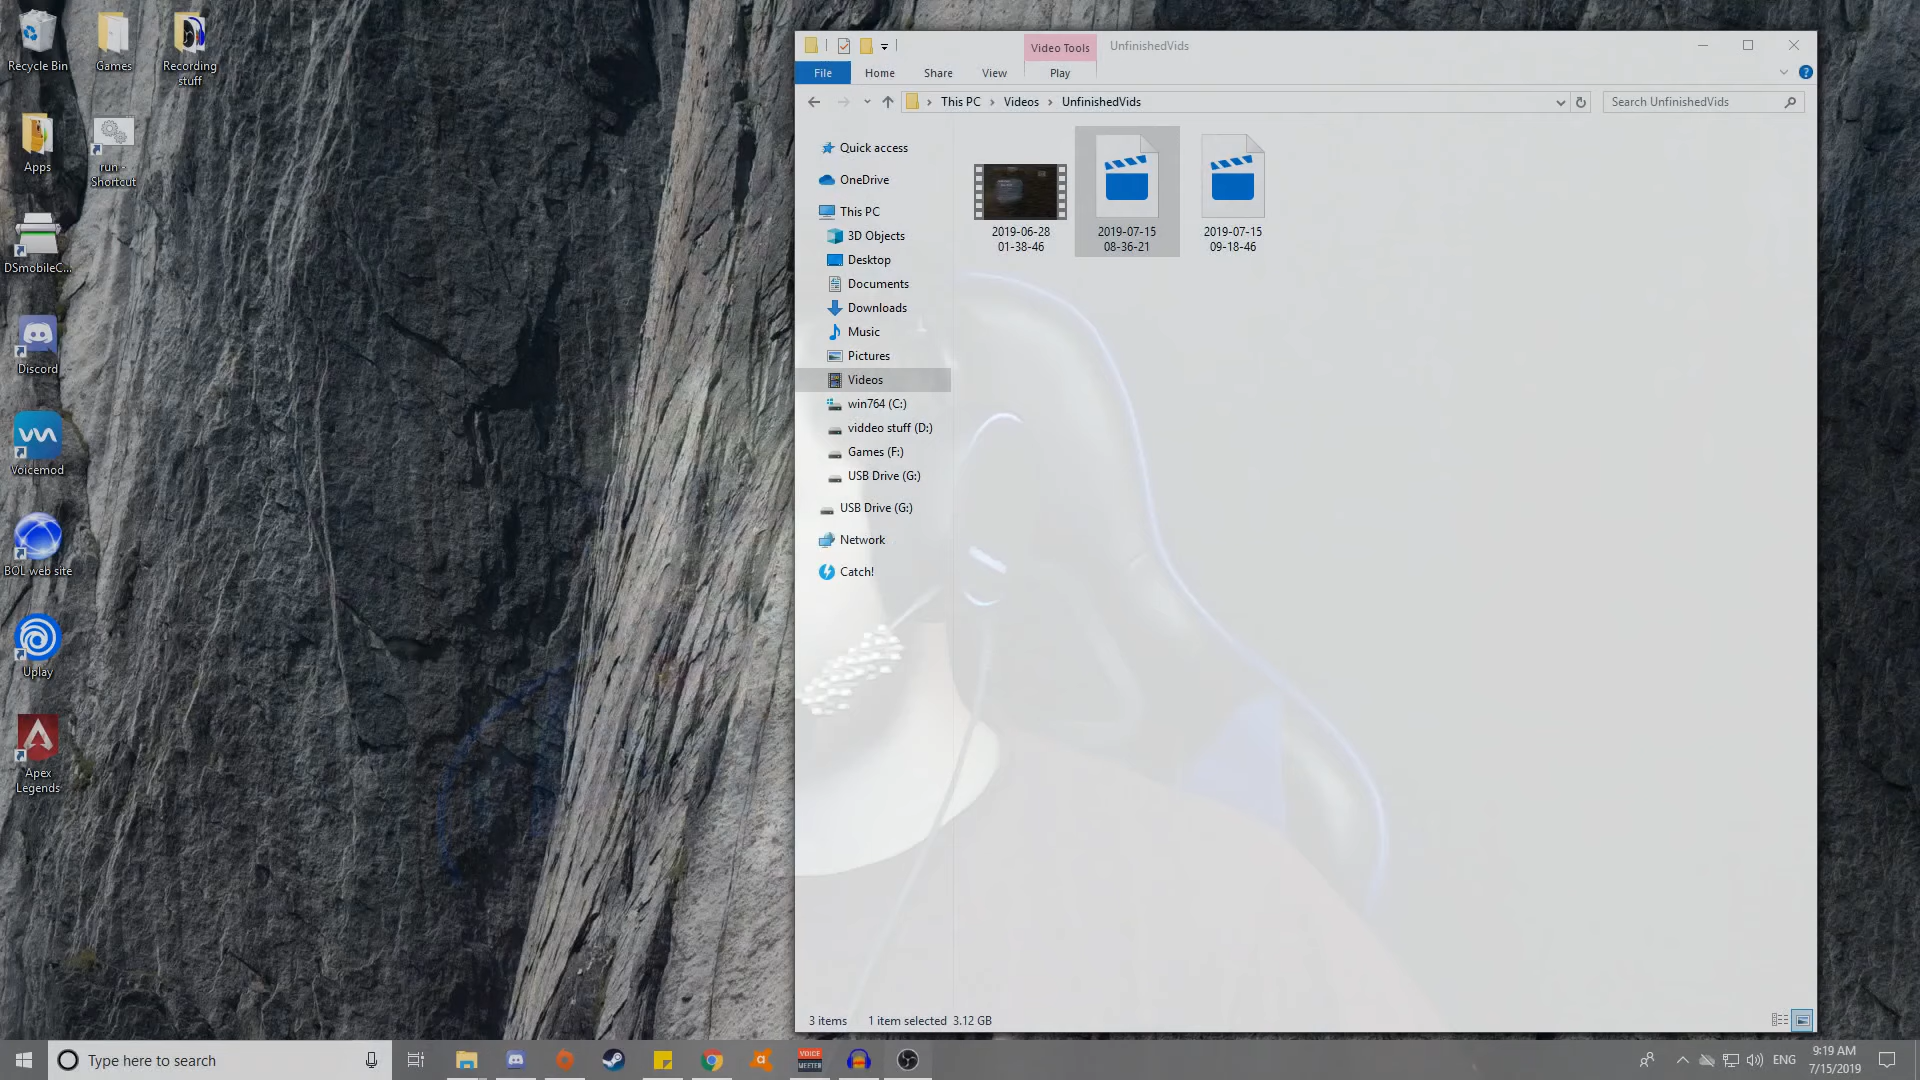 Recycle Bin
Games
Recording
stuff
Apps
run -
Shortcut
DSmobileC...
Discord
Voicemod
BOL web site
Uplay
Apex
Legends
Video Tools
UnfinishedVids
File
Home
Share
View
Play
This PC
Videos
UnfinishedVids
Search UnfinishedVids
Quick access
OneDrive
This PC
3D Objects
Desktop
Documents
Downloads
Music
Pictures
Videos
win764 (C:)
viddeo stuff (D:)
Games (F:)
USB Drive (G:)
USB Drive (G:)
Network
Catch!
2019-06-28
01-38-46
2019-07-15
08-36-21
2019-07-15
09-18-46
3 items
1 item selected 3.12 GB
Type here to search
VOICE
MEETER
ENG
9:19 AM
7/15/2019